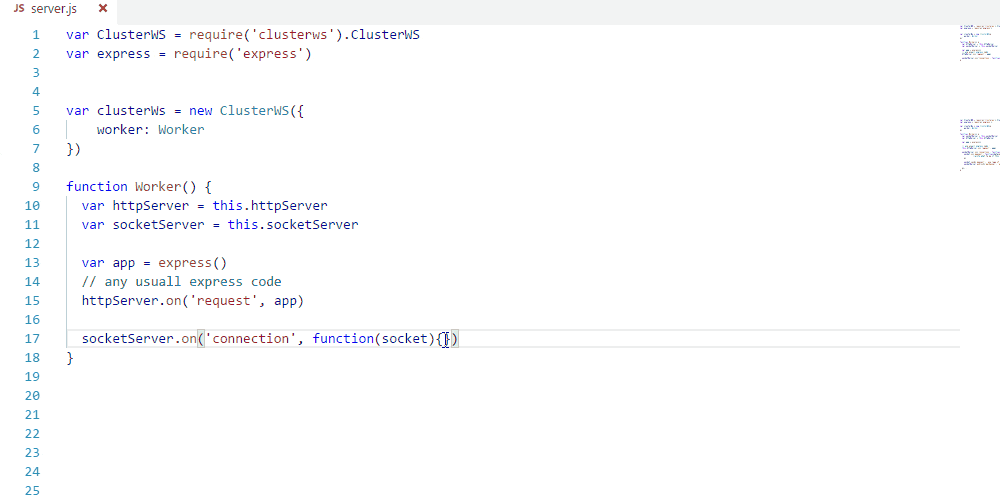 JS server.js ×
1 var ClusterWS = require('clusterws').ClusterWS
2 var express = require('express')
3
4
5 var clusterWs = new ClusterWS({
6 worker: Worker
7 })
8
9 function Worker() {
10 var httpServer = this.httpServer
11 var socketServer = this.socketServer
12
13 var app = express()
14 // any usuall express code
15 httpServer.on('request', app)
16
17 socketServer.on('connection', function(socket){})
18 }
19
20
21
22
23
24
25